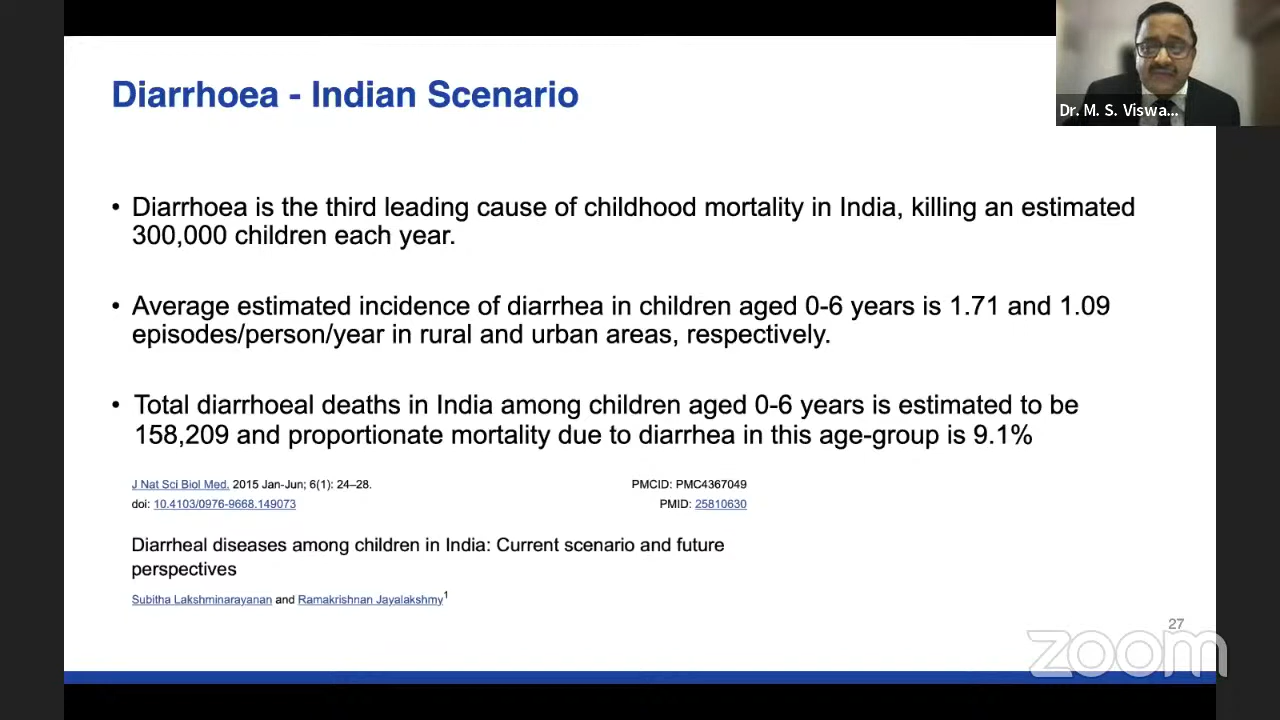 Diarrhoea - Indian Scenario
Dr. M. S. Viswa...
• Diarrhoea is the third leading cause of childhood mortality in India, killing an estimated
300,000 children each year.
• Average estimated incidence of diarrhea in children aged 0-6 years is 1.71 and 1.09
episodes/person/year in rural and urban areas, respectively.
• Total diarrhoeal deaths in India among children aged 0-6 years is estimated to be
158,209 and proportionate mortality due to diarrhea in this age-group is 9.1%
J Nat Sci Biol Med. 2015 Jan-Jun; 6(1): 24–28.
PMCID: PMC4367049
doi: 10.4103/0976-9668.149073
PMID: 25810630
Diarrheal diseases among children in India: Current scenario and future
perspectives
Subitha Lakshminarayanan and Ramakrishnan Jayalakshmy1
27
zoom